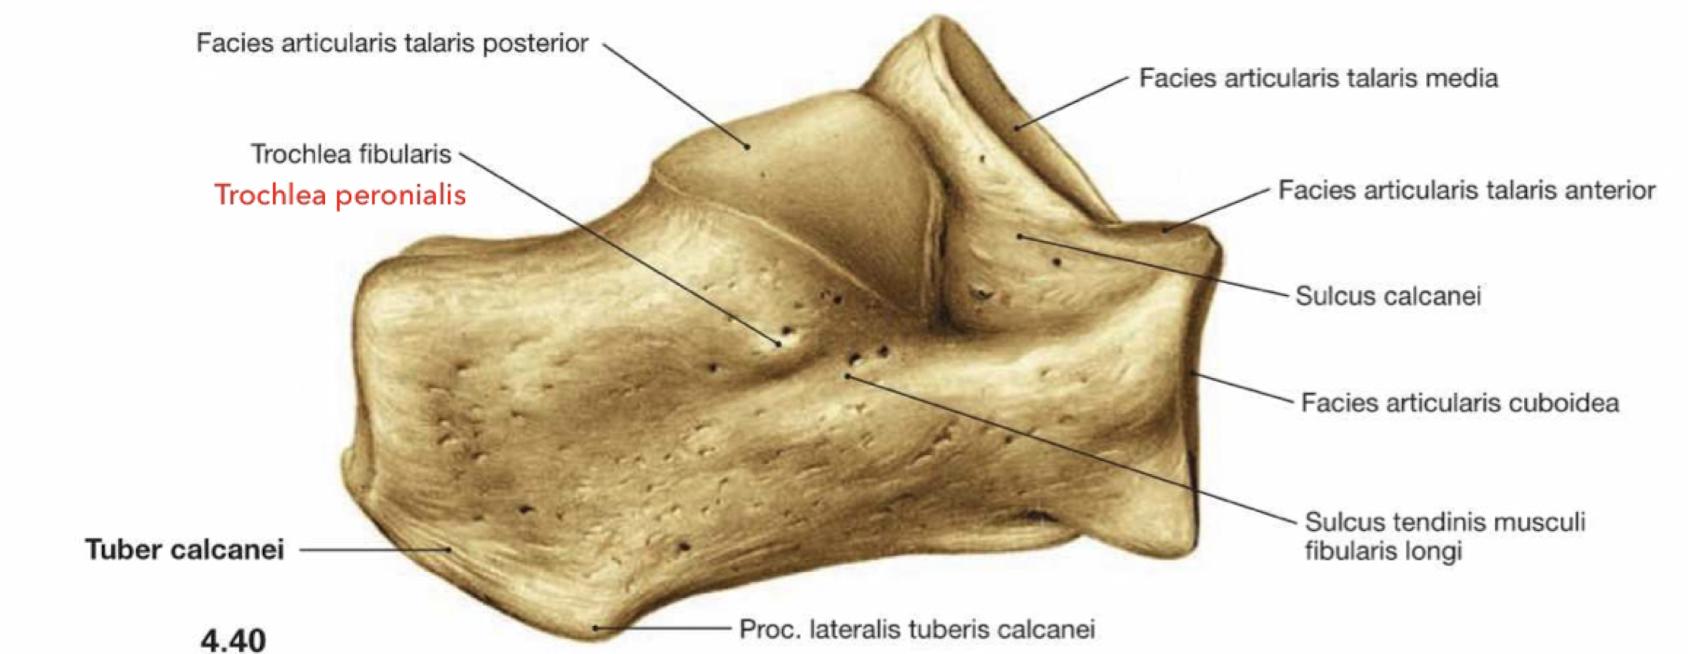 Facies articularis talaris posterior
Facies articularis talaris media
Trochlea fibularis
Trochlea peronialis
Facies articularis talaris anterior
Sulcus calcanei
Facies articularis cuboidea
Sulcus tendinis musculi
fibularis longi
Tuber calcanei
Proc. lateralis tuberis calcanei
4.40